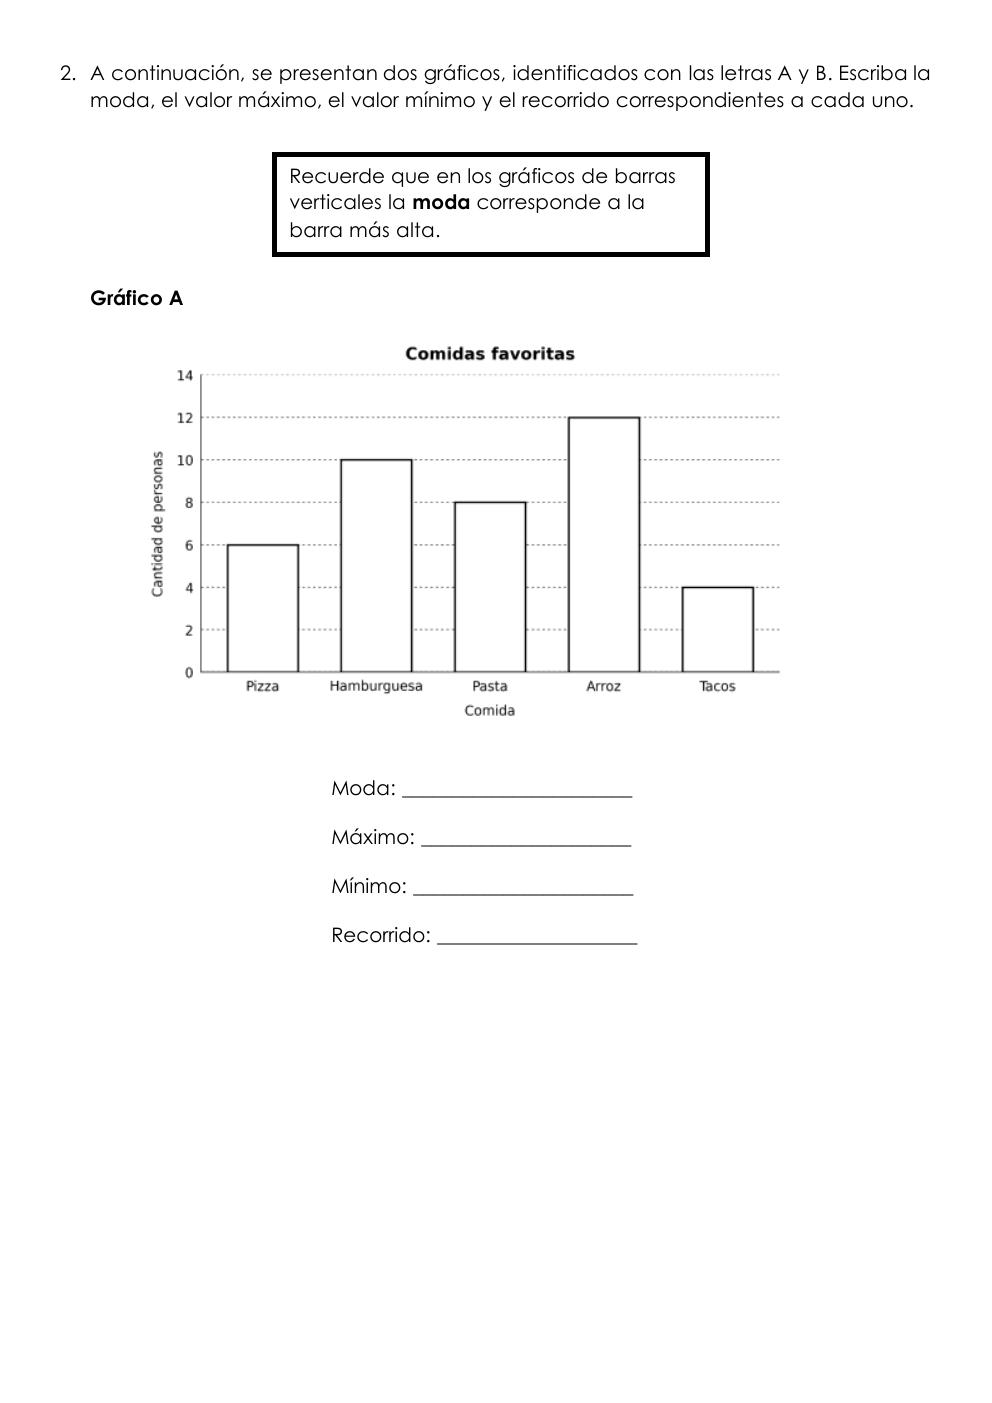 2. A continuación, se presentan dos gráficos, identificados con las letras A y B. Escriba la
moda, el valor máximo, el valor mínimo y el recorrido correspondientes a cada uno.
Recuerde que en los gráficos de barras
verticales la moda corresponde a la
barra más alta.
Gráfico A
Comidas favoritas
14
12
10
8
6
4
2
0
Cantidad de personas
Pizza Hamburguesa Pasta Arroz Tacos
Comida
Moda: ______________________
Máximo: ____________________
Mínimo: _____________________
Recorrido: ___________________